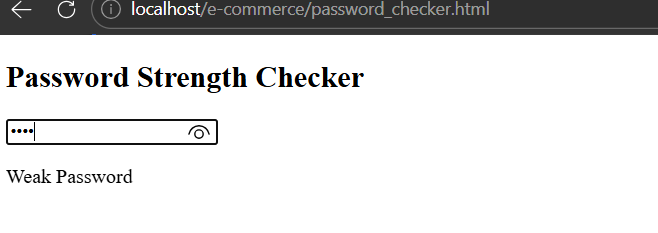 localhost/e-commerce/password_checker.html
Password Strength Checker
••••
Weak Password